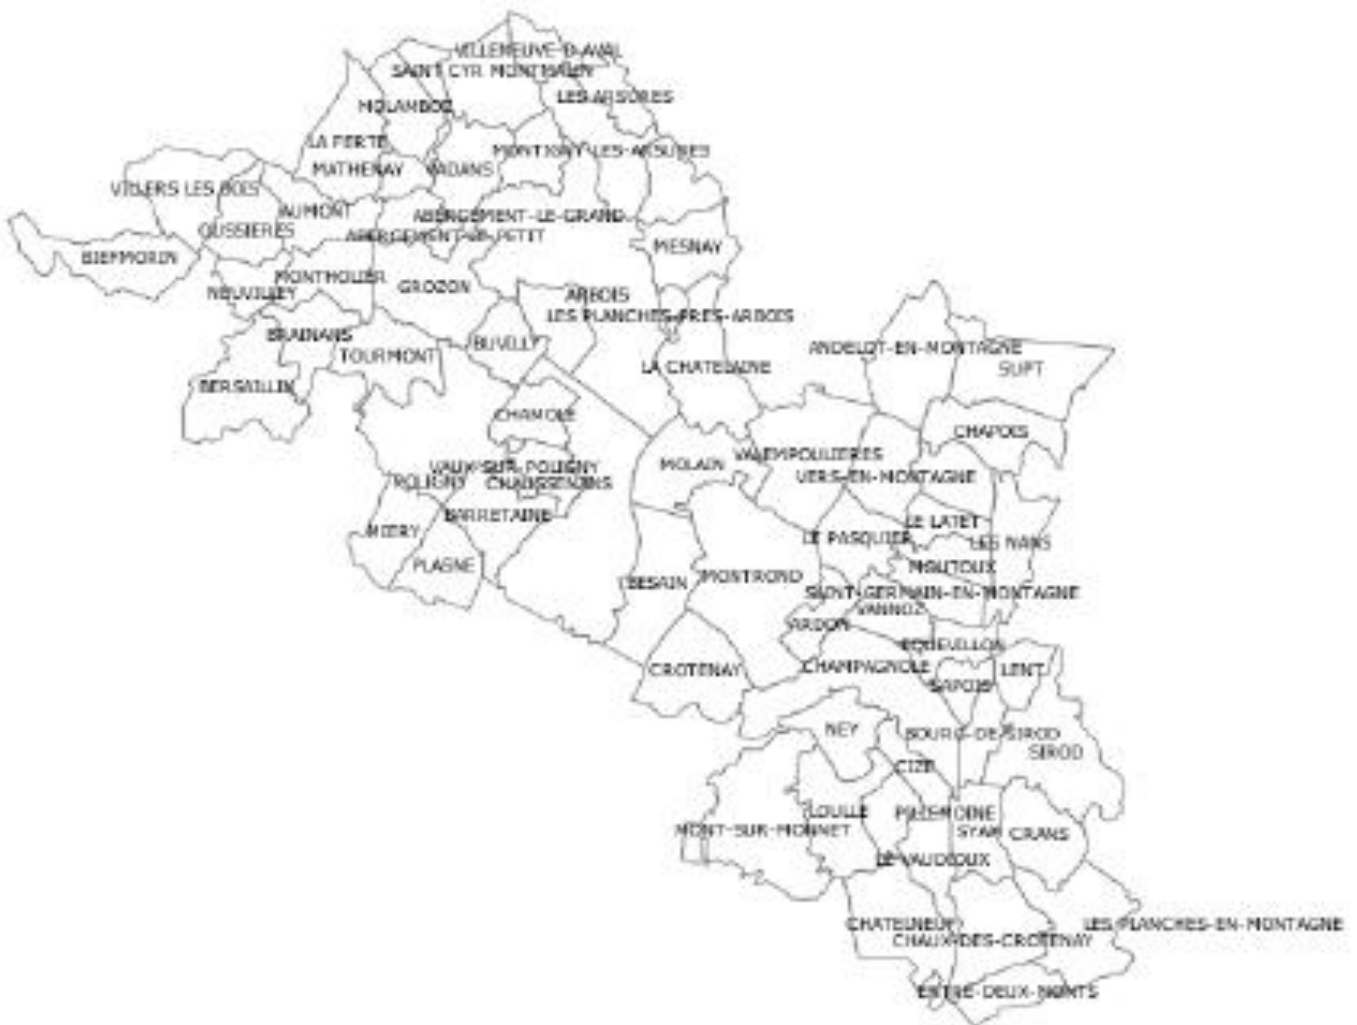 VILLENEUVE-D-AVAL
SAINT CYR MONTMALIN
LES ARSURES
MOLAMBOZ
LA FERTE
MONTIGNY-LES-ARSURES
MATHENAY
VADANS
VILLERS LES BOIS
AUMONT
ABERGEMENT-LE-GRAND
OUSSIERES
ABERGEMENT-LE-PETIT
MESNAY
BIEFMORIN
MONTHOLIER
GROZON
NEUVILLEY
ARBOIS
LES PLANCHES-PRES-ARBOIS
BRAINANS
BUVILLY
ANDELOT-EN-MONTAGNE
TOURMONT
LA CHATELAINE
SUPT
BERSAILLIN
CHAMOLE
CHAPOIS
VALEMPOULIERES
MOLAIN
VAUX-SUR-POLIGNY
VERS-EN-MONTAGNE
POLIGNY
CHAUSSENANS
BARRETAINE
LE LATET
MIERY
LE PASQUIER
LES NANS
PLASNE
MOUTOUX
BESAIN
MONTROND
SAINT-GERMAIN-EN-MONTAGNE
VANNOZ
ARDON
EQUEVILLON
CROTENAY
CHAMPAGNOLE
LENT
SAPOIS
NEY
BOURG-DE-SIROD
SIROD
CIZE
LOULLE
PILLEMOINE
MONT-SUR-MONNET
SYAM
CRANS
LE VAUDIOUX
CHATELNEUF
LES-PLANCHES-EN-MONTAGNE
CHAUX-DES-CROTENAY
ENTRE-DEUX-MONTS